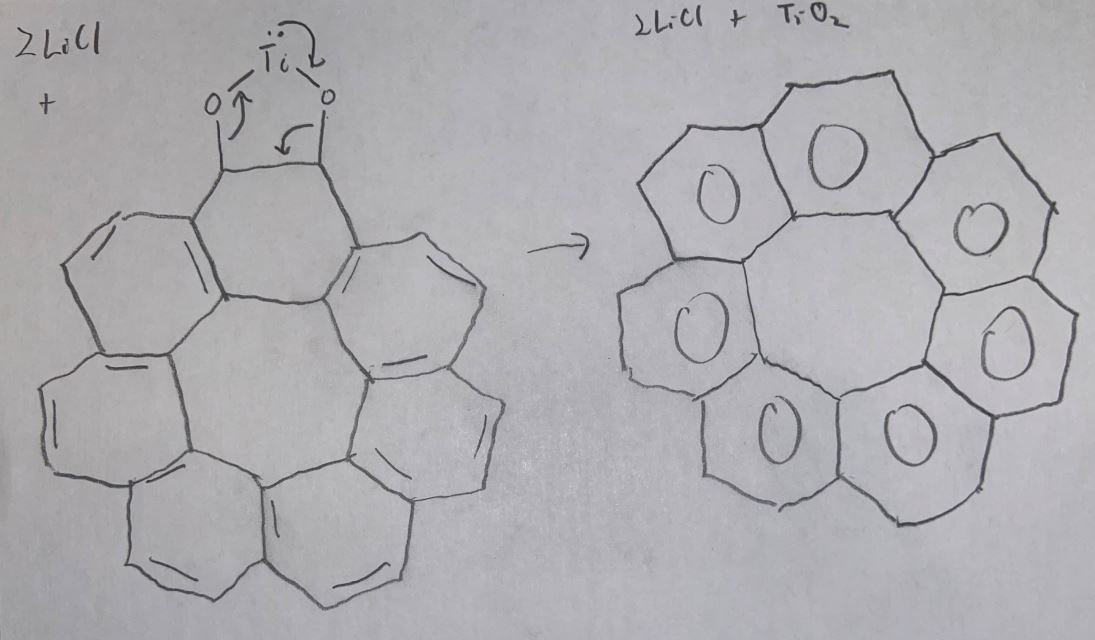 2LiCl
+
Ti
O O
2LiCl + TiO₂